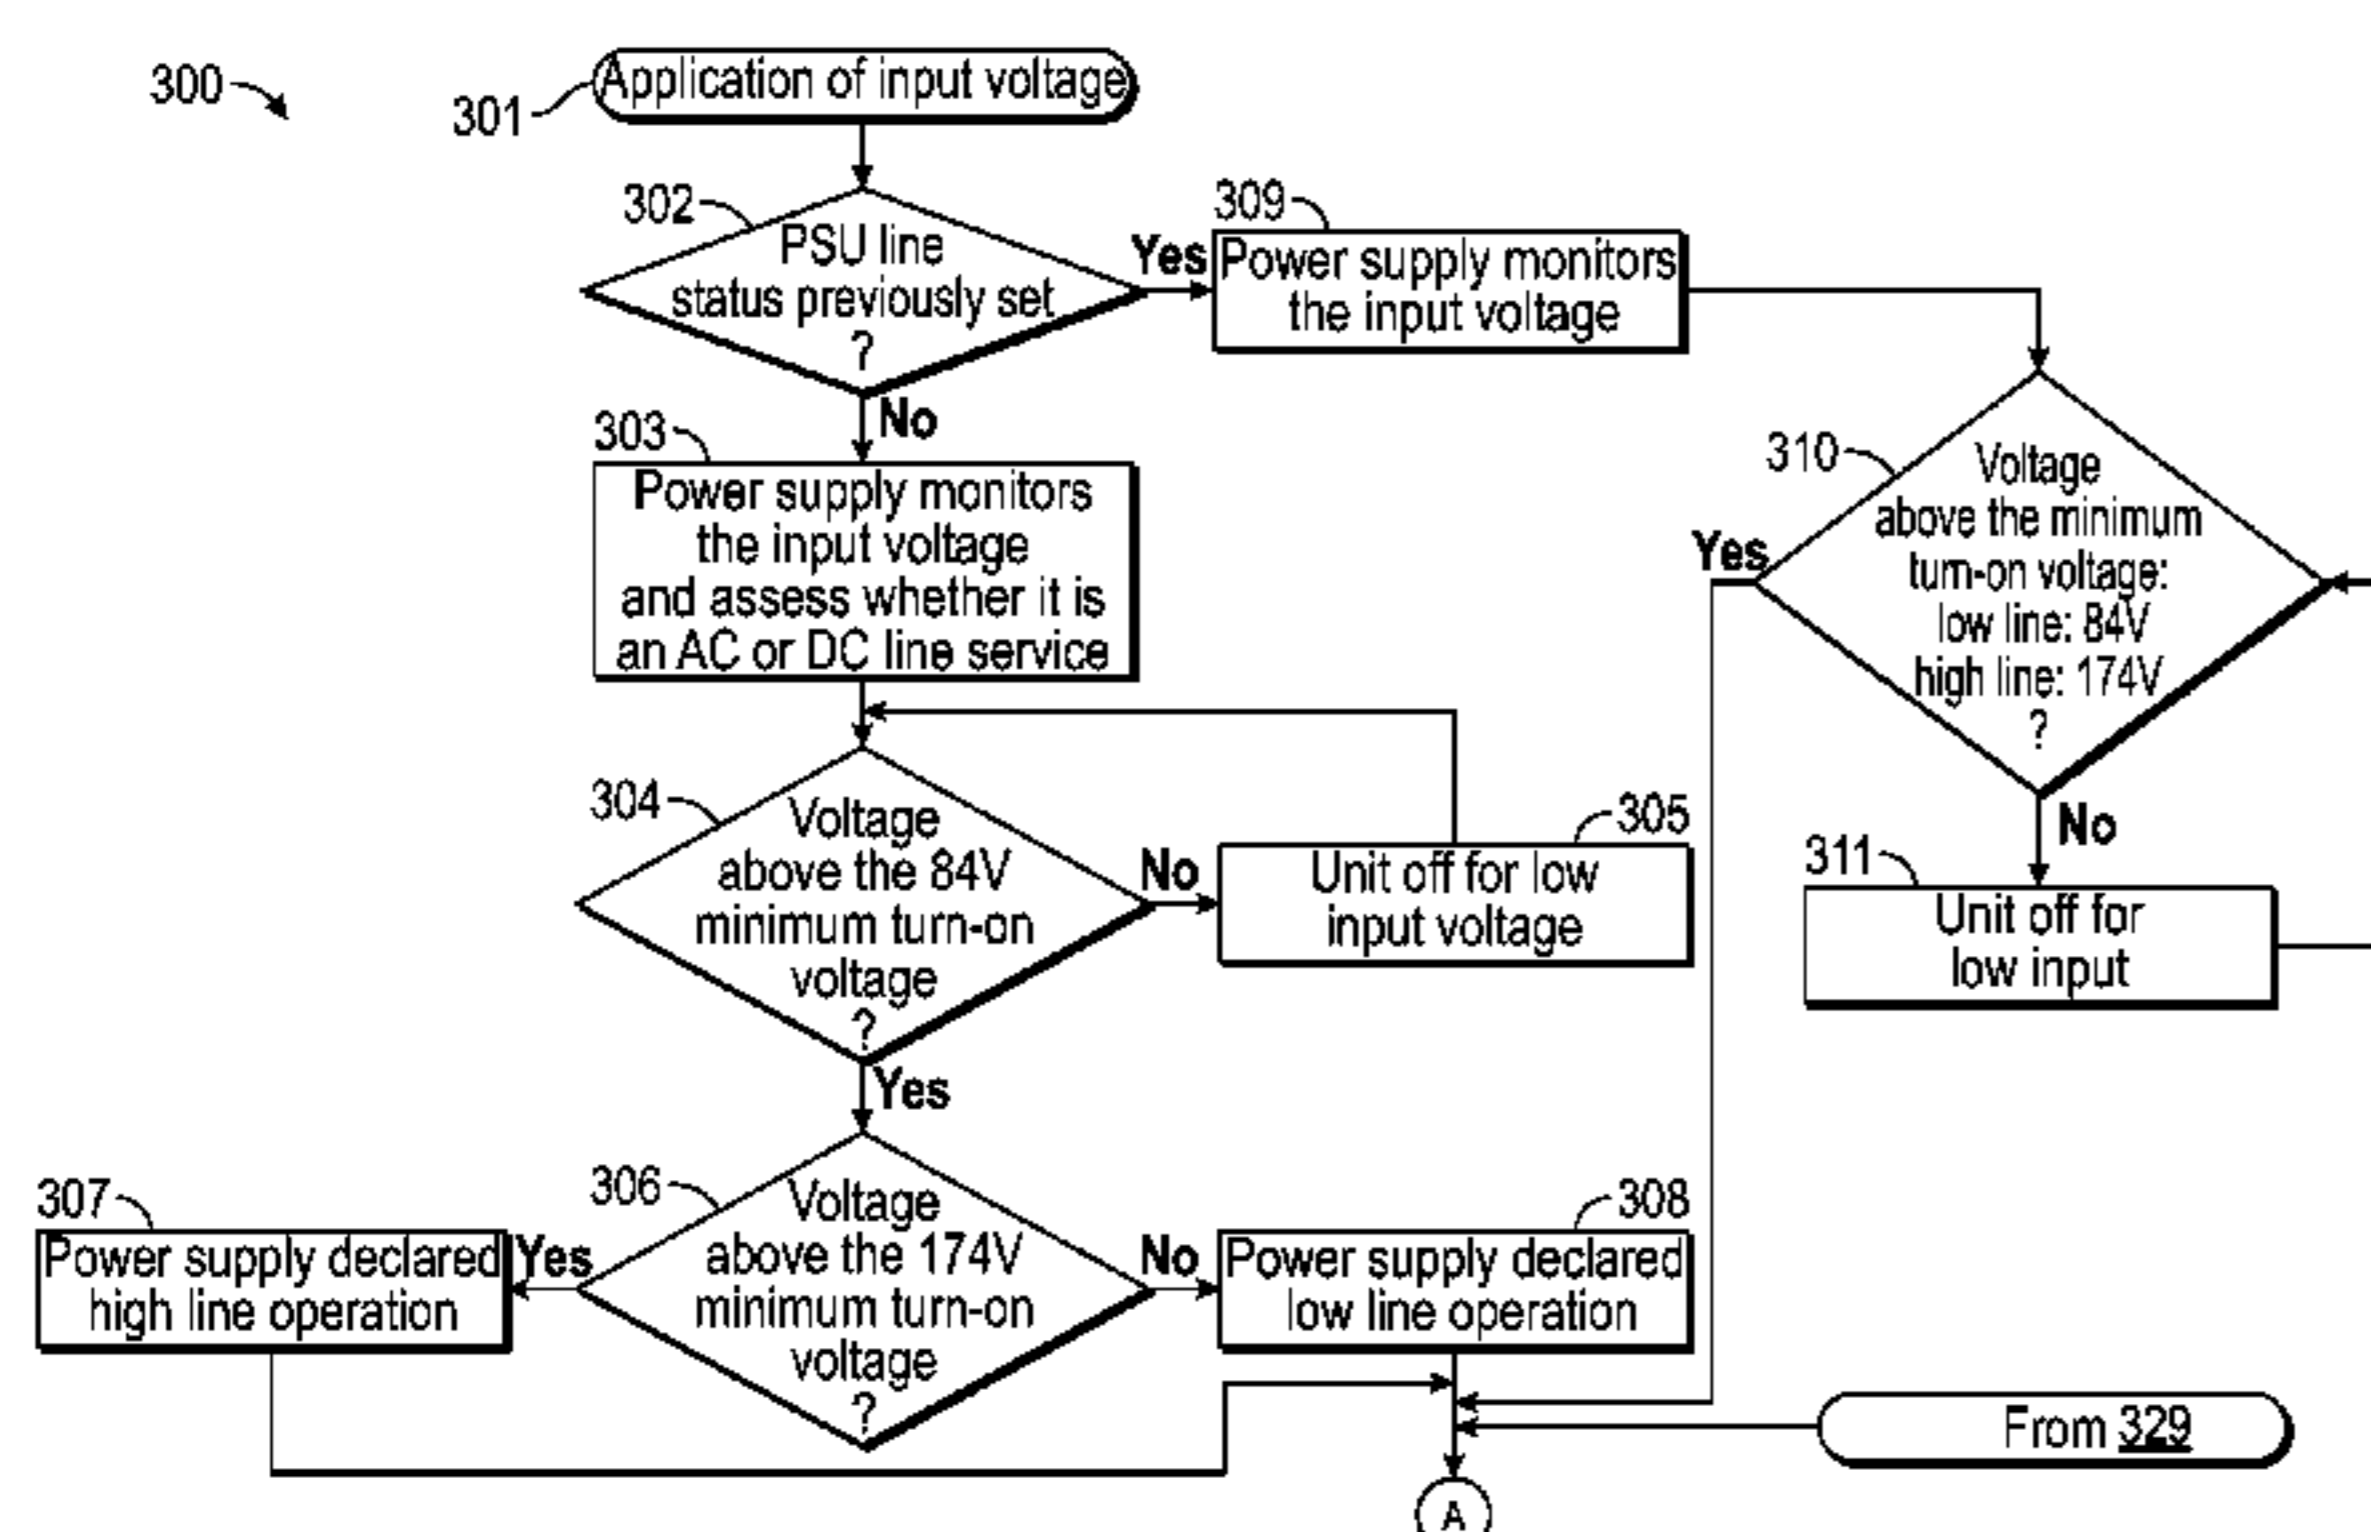 300
301
Application of input voltage
302
PSU line
status previously set
?
Yes
309
Power supply monitors
the input voltage
No
303
Power supply monitors
the input voltage
and assess whether it is
an AC or DC line service
310
Voltage
above the minimum
turn-on voltage:
low line: 84V
high line: 174V
?
Yes
No
304
Voltage
above the 84V
minimum turn-on
voltage
?
No
305
Unit off for low
input voltage
311
Unit off for
low input
Yes
306
Voltage
above the 174V
minimum turn-on
voltage
?
307
Power supply declared
high line operation
Yes
No
308
Power supply declared
low line operation
From 329
A